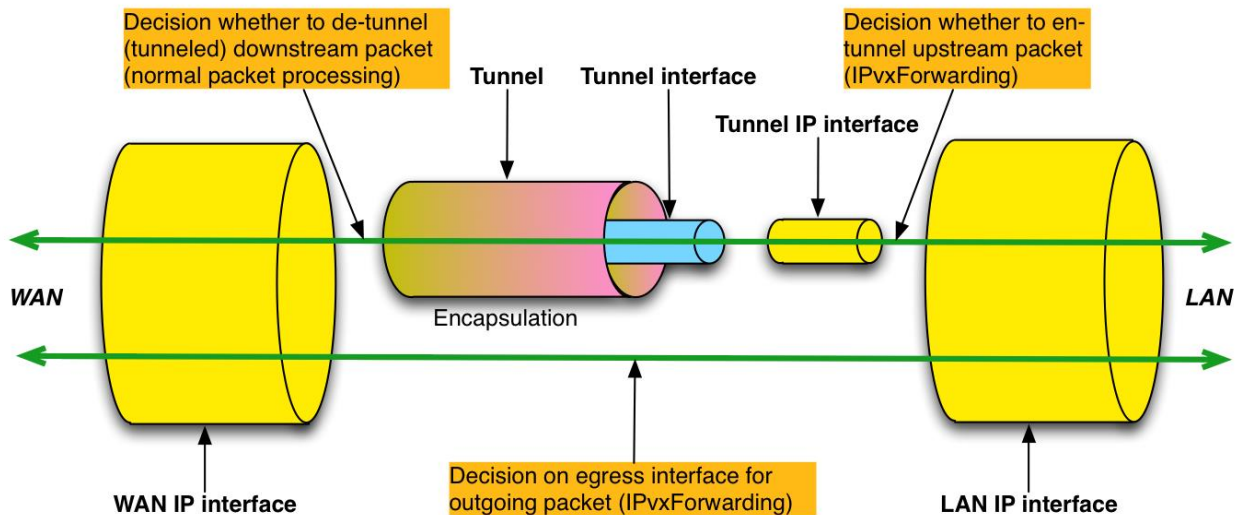 Decision whether to de-tunnel
(tunneled) downstream packet
(normal packet processing)
Decision whether to en-
tunnel upstream packet
(IPvxForwarding)
Tunnel
Tunnel interface
Tunnel IP interface
WAN
LAN
Encapsulation
Decision on egress interface for
outgoing packet (IPvxForwarding)
WAN IP interface
LAN IP interface